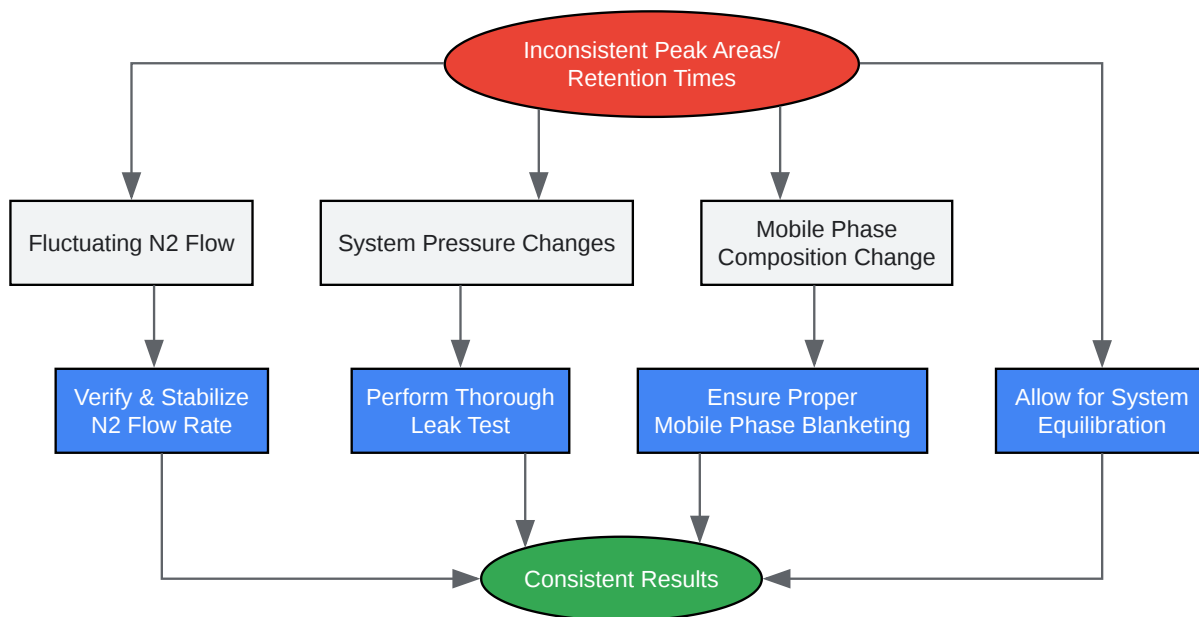 Inconsistent Peak Areas/
Retention Times
Fluctuating N2 Flow
System Pressure Changes
Mobile Phase
Composition Change
Verify & Stabilize
N2 Flow Rate
Perform Thorough
Leak Test
Ensure Proper
Mobile Phase Blanketing
Allow for System
Equilibration
Consistent Results